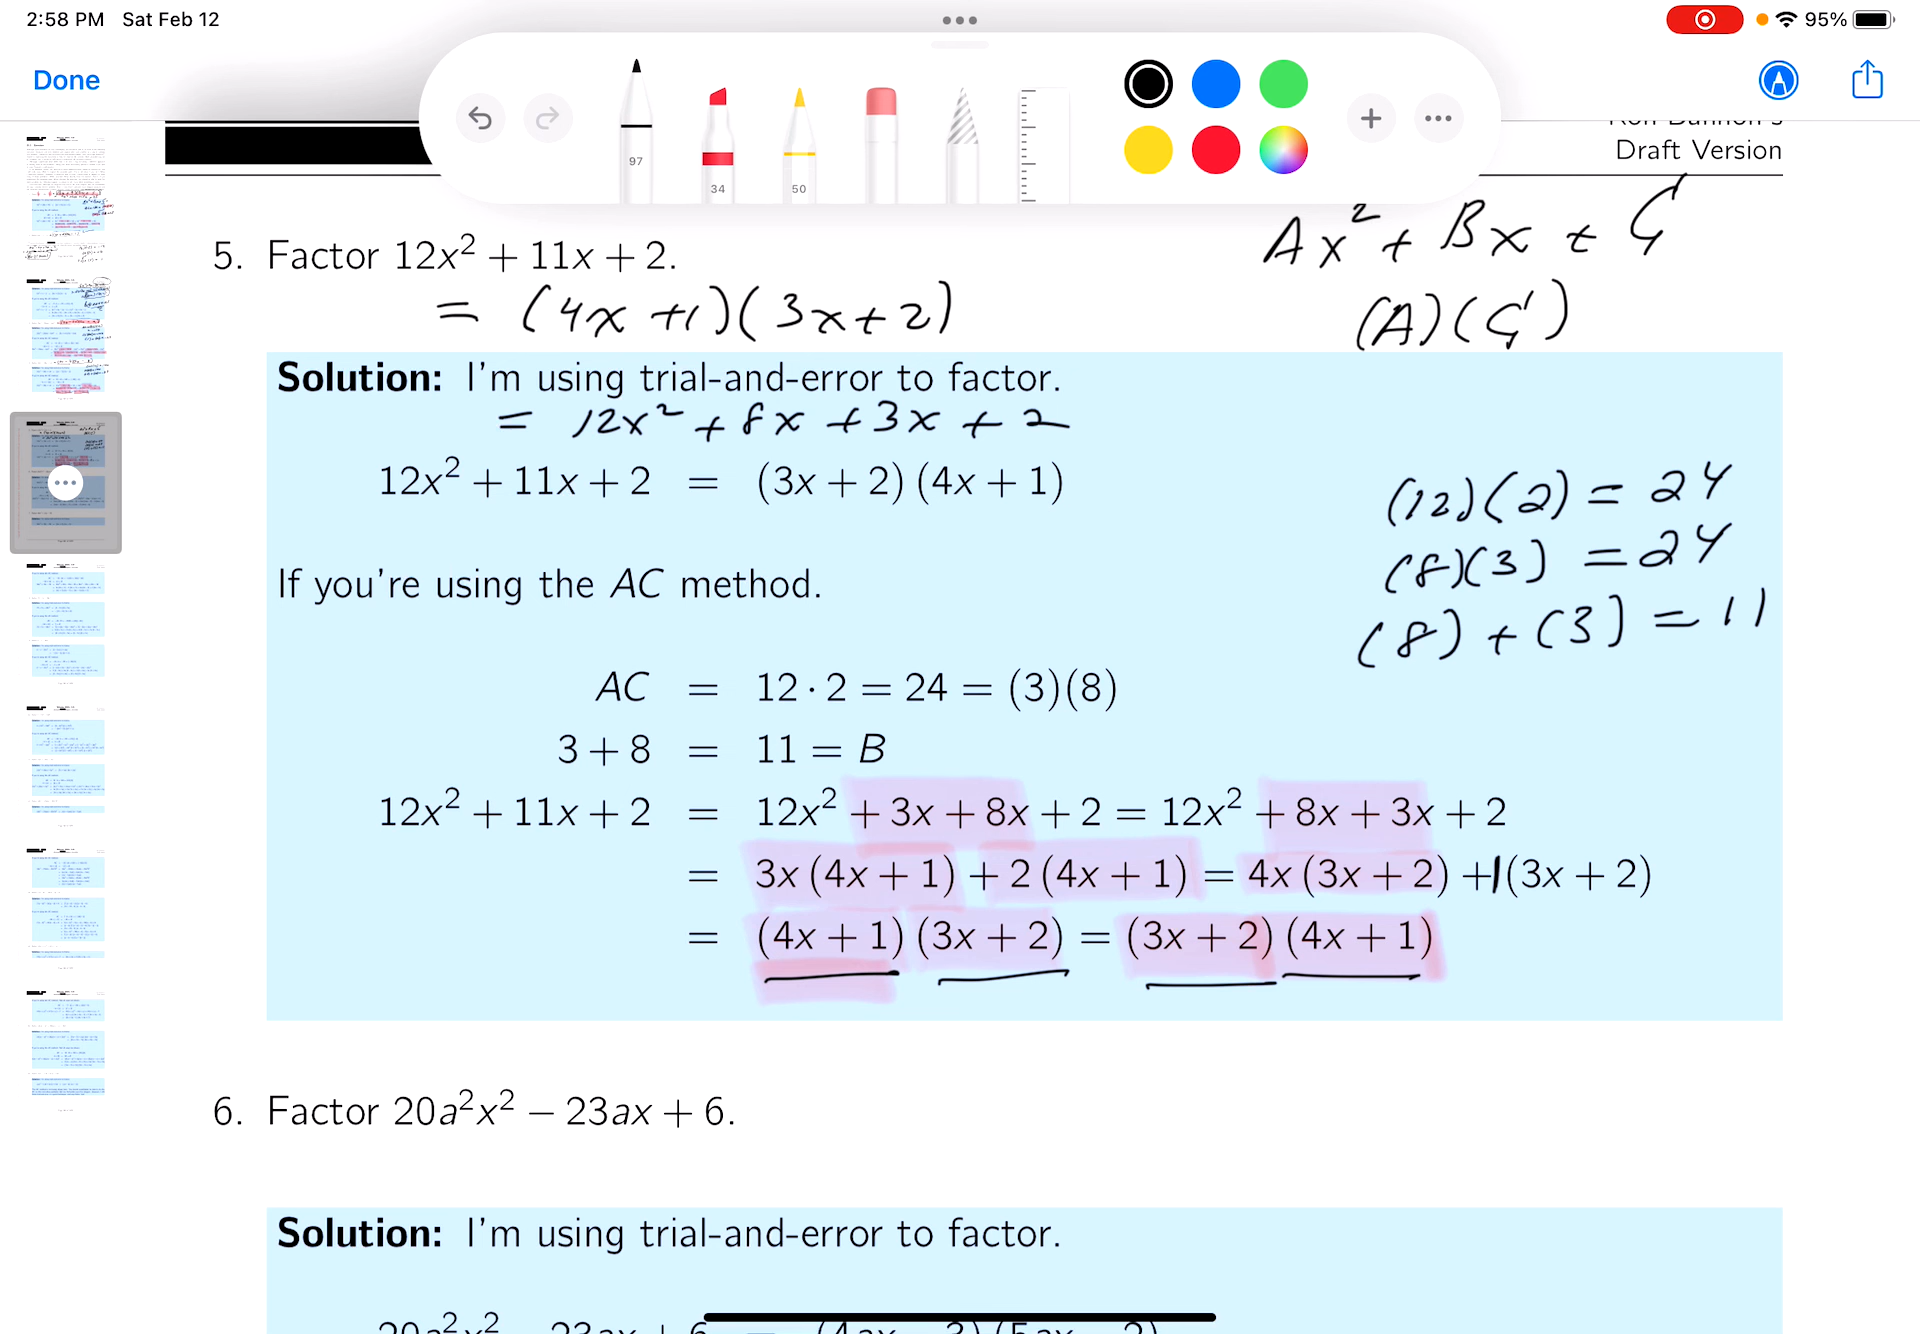 2:58 PM Sat Feb 12
95%
Done
97
34
50
Draft Version
Ax² + Bx + C
5. Factor 12x² + 11x + 2.
= (4x +1)(3x+2)
(A)(C)
Solution: I'm using trial-and-error to factor.
= 12x² + 8x + 3x + 2
12x² + 11x + 2 = (3x + 2) (4x + 1)
(12)(2) = 24
(8)(3) = 24
(8) + (3) = 11
If you're using the AC method.
AC = 12 · 2 = 24 = (3)(8)
3 + 8 = 11 = B
12x² + 11x + 2 = 12x² + 3x + 8x + 2 = 12x² + 8x + 3x + 2
= 3x (4x + 1) + 2 (4x + 1) = 4x (3x + 2) +1(3x + 2)
= (4x + 1) (3x + 2) = (3x + 2) (4x + 1)
6. Factor 20a²x² − 23ax + 6.
Solution: I'm using trial-and-error to factor.